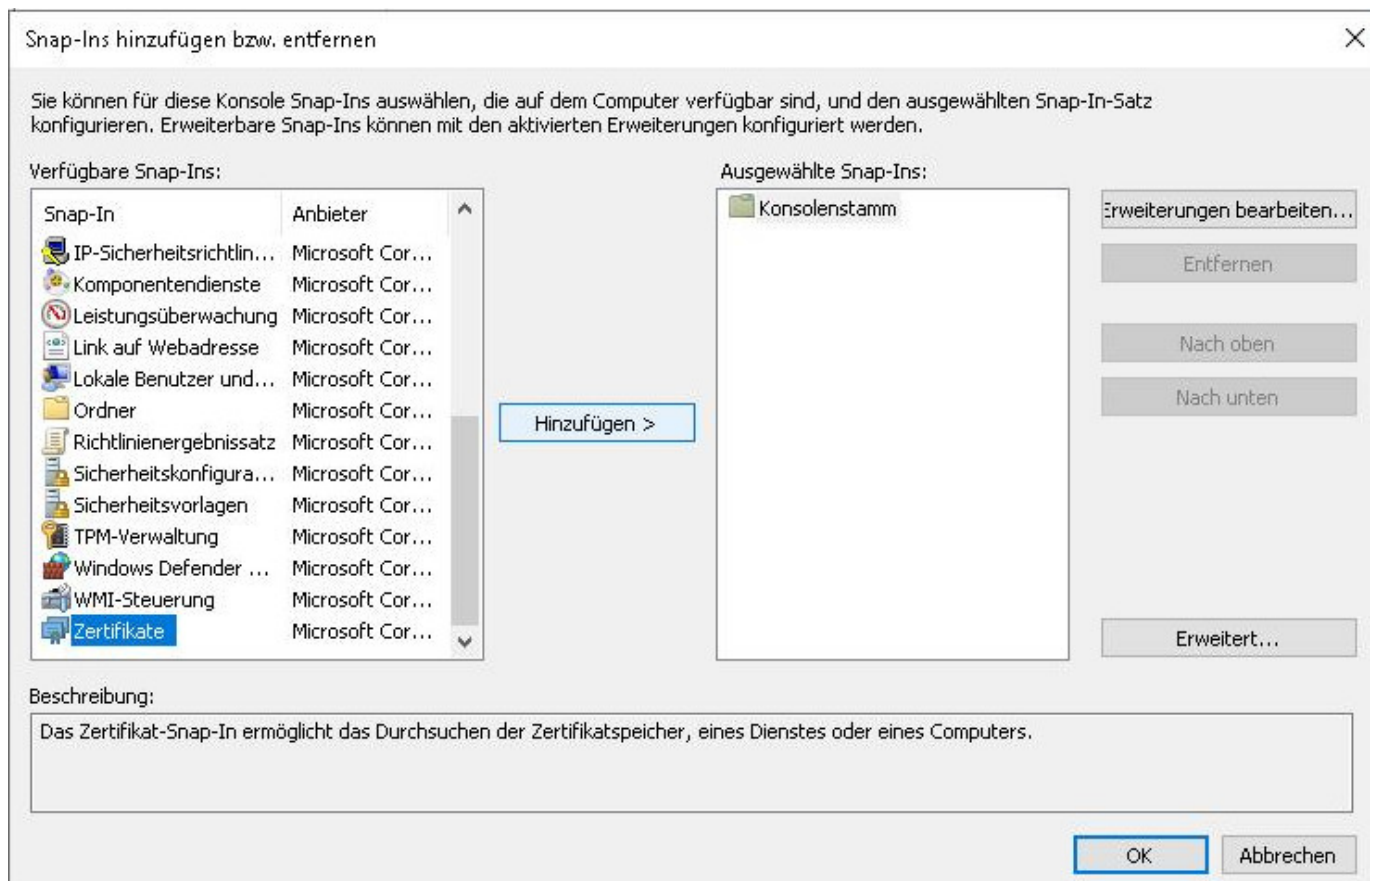 Snap-Ins hinzufügen bzw. entfernen
Sie können für diese Konsole Snap-Ins auswählen, die auf dem Computer verfügbar sind, und den ausgewählten Snap-In-Satz
konfigurieren. Erweiterbare Snap-Ins können mit den aktivierten Erweiterungen konfiguriert werden.
Verfügbare Snap-Ins:
Snap-In Anbieter
IP-Sicherheitsrichtlin... Microsoft Cor...
Komponentendienste Microsoft Cor...
Leistungsüberwachung Microsoft Cor...
Link auf Webadresse Microsoft Cor...
Lokale Benutzer und... Microsoft Cor...
Ordner Microsoft Cor...
Richtlinienergebnissatz Microsoft Cor...
Sicherheitskonfigura... Microsoft Cor...
Sicherheitsvorlagen Microsoft Cor...
TPM-Verwaltung Microsoft Cor...
Windows Defender ... Microsoft Cor...
WMI-Steuerung Microsoft Cor...
Zertifikate Microsoft Cor...
Hinzufügen >
Ausgewählte Snap-Ins:
Konsolenstamm
Erweiterungen bearbeiten...
Entfernen
Nach oben
Nach unten
Erweitert...
Beschreibung:
Das Zertifikat-Snap-In ermöglicht das Durchsuchen der Zertifikatspeicher, eines Dienstes oder eines Computers.
OK Abbrechen